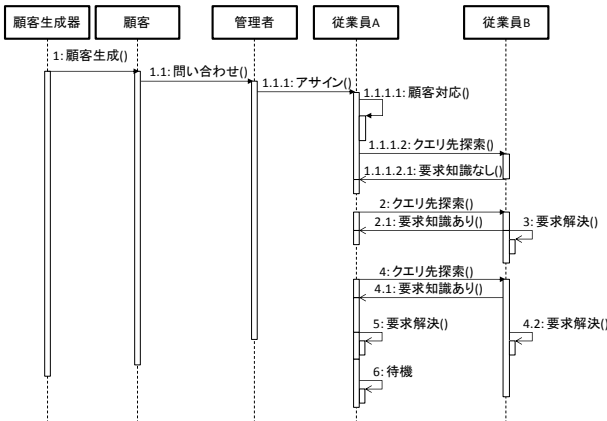 顧客生成器
顧客
管理者
従業員A
従業員B
1: 顧客生成()
1.1: 問い合わせ()
1.1.1: アサイン()
1.1.1.1: 顧客対応()
1.1.1.2: クエリ先探索()
1.1.1.2.1: 要求知識なし()
2: クエリ先探索()
2.1: 要求知識あり()
3: 要求解決()
4: クエリ先探索()
4.1: 要求知識あり()
5: 要求解決()
4.2: 要求解決()
6: 待機